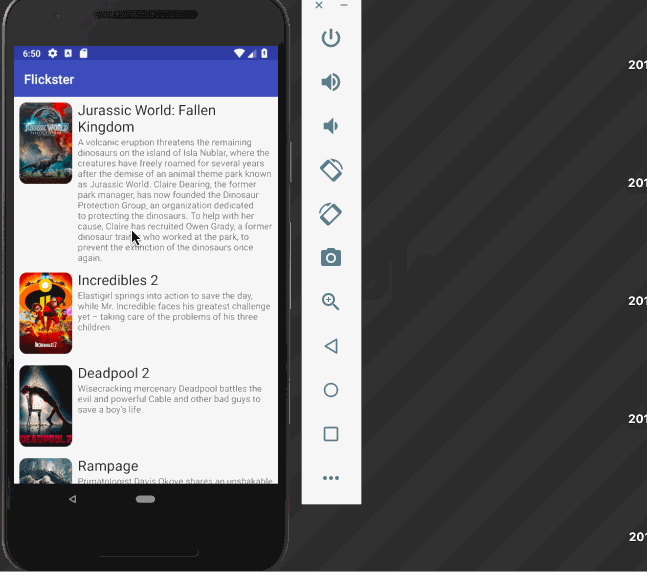 6:50
Flickster
Jurassic World: Fallen
Kingdom
A volcanic eruption threatens the remaining
dinosaurs on the island of Isla Nublar, where the
creatures have freely roamed for several years
after the demise of an animal theme park known
as Jurassic World. Claire Dearing, the former
park manager, has now founded the Dinosaur
Protection Group, an organization dedicated
to protecting the dinosaurs. To help with her
cause, Claire has recruited Owen Grady, a former
dinosaur trainer who worked at the park, to
prevent the extinction of the dinosaurs once
again.
JURASSIC WORLD
Incredibles 2
Elastigirl springs into action to save the day,
while Mr. Incredible faces his greatest challenge
yet – taking care of the problems of his three
children.
INCREDIBLES 2
Deadpool 2
Wisecracking mercenary Deadpool battles the
evil and powerful Cable and other bad guys to
save a boy's life.
DEADPOOL 2
Rampage
Primatologist Davis Okoye shares an unshakable
201
201
201
201
201